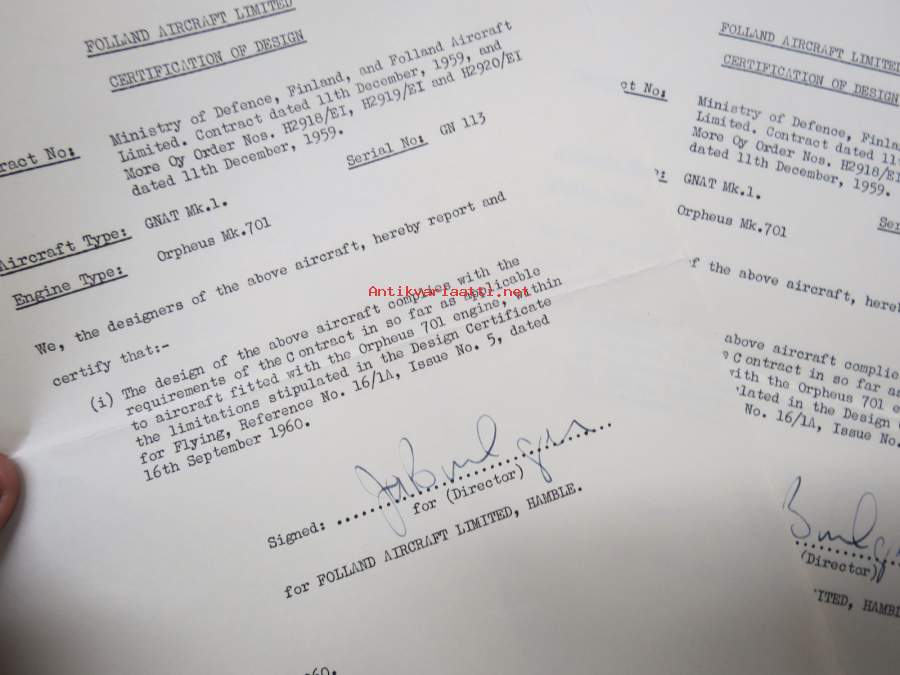 FOLLAND AIRCRAFT LIMITED
CERTIFICATION OF DESIGN
ract No:
Ministry of Defence, Finland, and Folland Aircraft
Limited. Contract dated 11th December, 1959, and
More Oy Order Nos. H2918/EI, H2919/EI and H2920/EI
dated 11th December, 1959.
Aircraft Type: GNAT Mk.1. Serial No: GN 113
Engine Type: Orpheus Mk.701
We, the designers of the above aircraft, hereby report and
certify that:-
(i) The design of the above aircraft complies with the
requirements of the Contract in so far as applicable
to aircraft fitted with the Orpheus 701 engine, within
the limitations stipulated in the Design Certificate
for Flying, Reference No. 16/1A, Issue No. 5, dated
16th September 1960.
Signed:
for (Director)
for FOLLAND AIRCRAFT LIMITED, HAMBLE.
960.
Antikvariaatti.net
FOLLAND AIRCRAFT LIMITED
CERTIFICATION OF DESIGN
ct No:
Ministry of Defence, Finla
Limited. Contract dated 11
More Oy Order Nos. H2918/EI
dated 11th December, 1959.
GNAT Mk.1.
Ser
Orpheus Mk.701
f the above aircraft, hereb
above aircraft complie
Contract in so far as
with the Orpheus 701 e
lated in the Design
No. 16/1A, Issue No.
(Director)
ITED, HAMBL